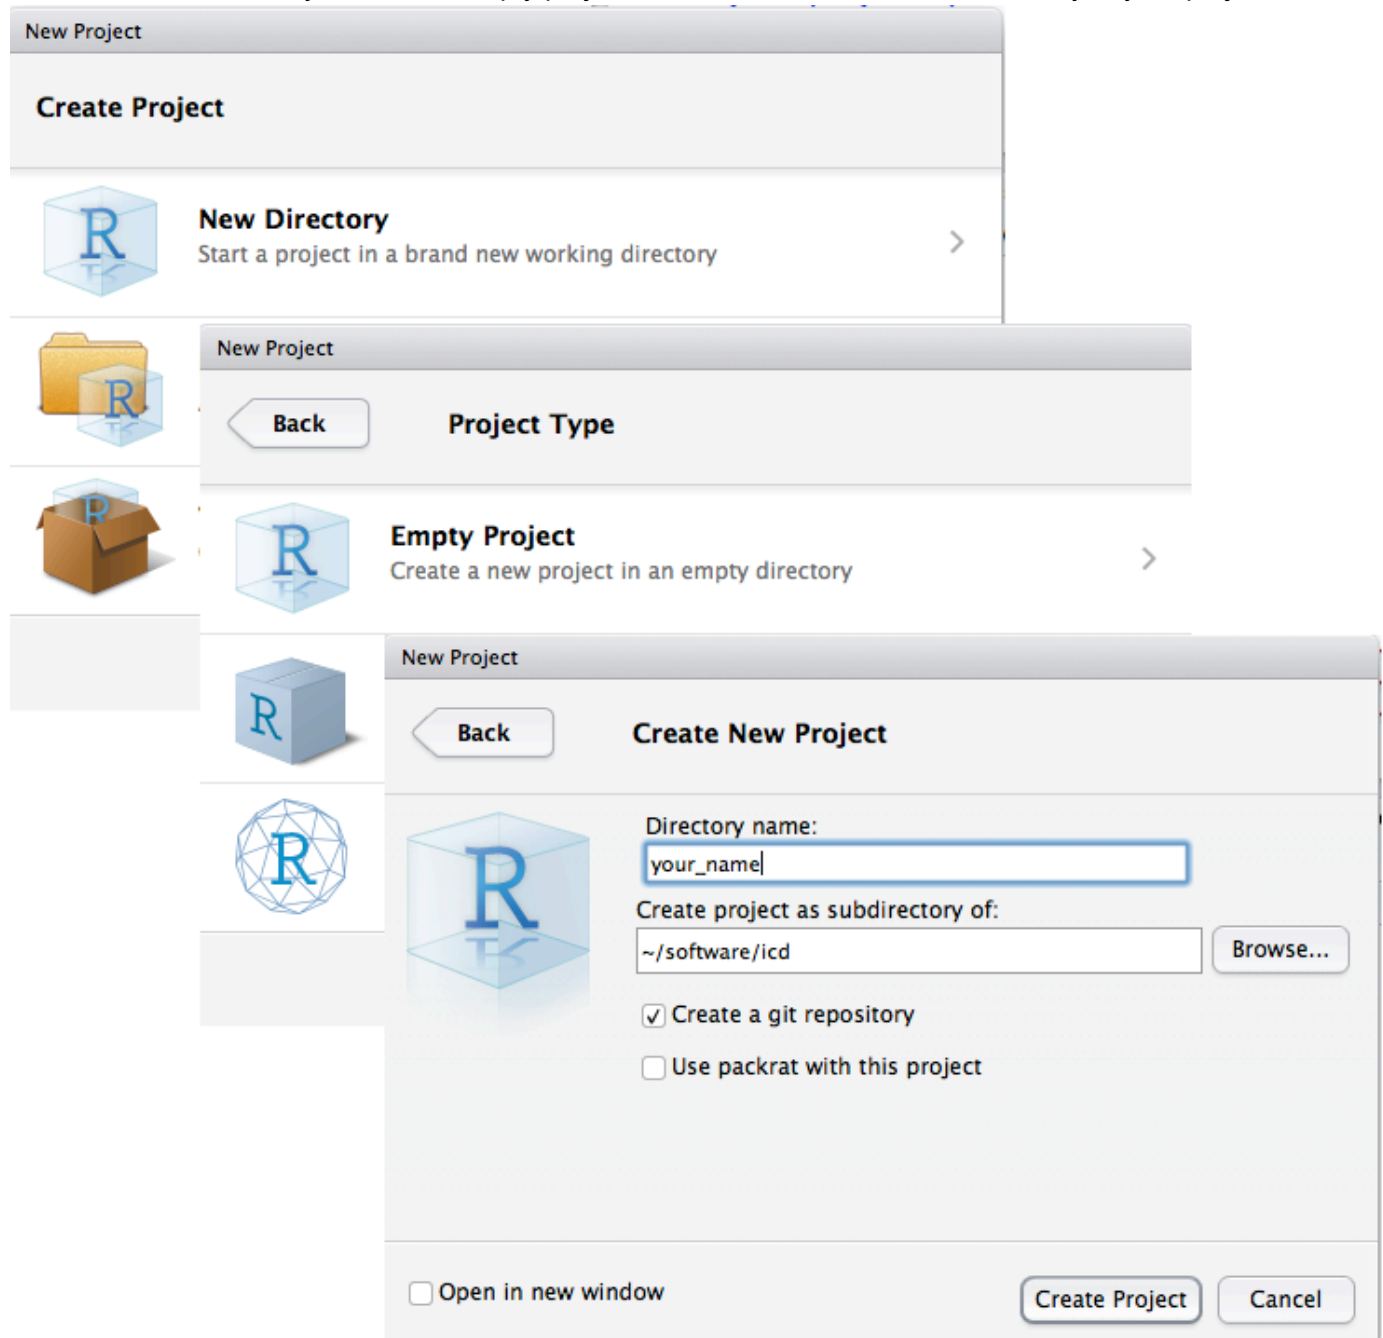 New Project
Create Project
R
New Directory
Start a project in a brand new working directory
R
R
New Project
Back
Project Type
R
Empty Project
Create a new project in an empty directory
R
R
New Project
Back
Create New Project
R
Directory name:
your_name
Create project as subdirectory of:
~/software/icd
Browse...
Create a git repository
Use packrat with this project
Open in new window
Create Project
Cancel